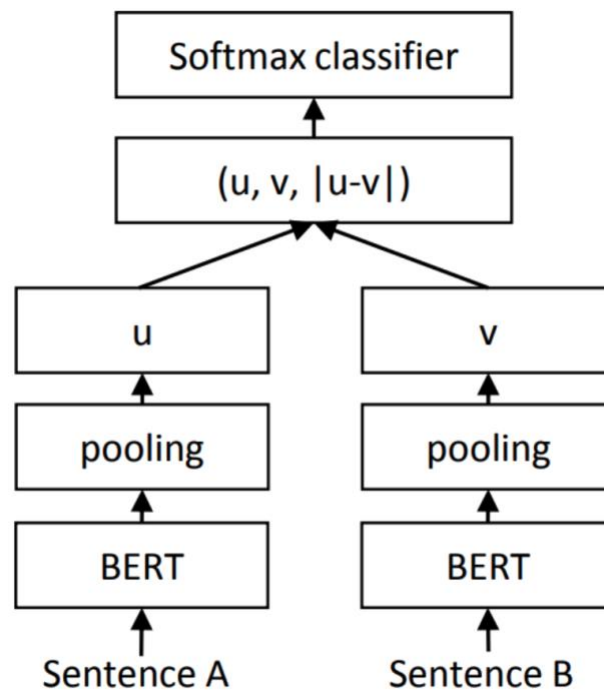 Softmax classifier
(u, v, |u-v|)
u
v
pooling
pooling
BERT
BERT
Sentence A
Sentence B